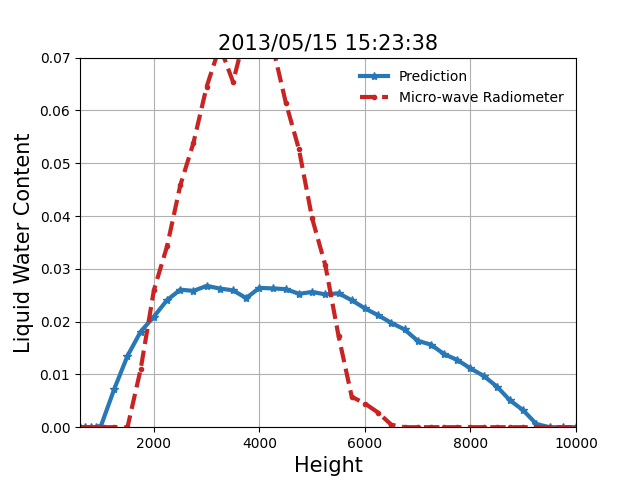 2013/05/15 15:23:38
Prediction
Micro-wave Radiometer
Liquid Water Content
0.07
0.06
0.05
0.04
0.03
0.02
0.01
0.00
2000 4000 6000 8000 10000
Height